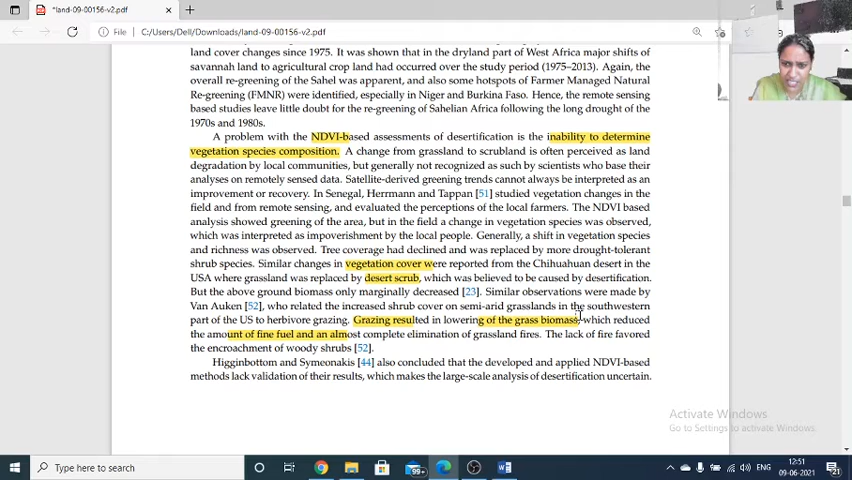 *land-09-00156-v2.pdf
File
C:/Users/Dell/Downloads/land-09-00156-v2.pdf
land cover changes since 1975. It was shown that in the dryland part of West Africa major shifts of
savannah land to agricultural crop land had occurred over the study period (1975–2013). Again, the
overall re-greening of the Sahel was apparent, and also some hotspots of Farmer Managed Natural
Re-greening (FMNR) were identified, especially in Niger and Burkina Faso. Hence, the remote sensing
based studies leave little doubt for the re-greening of Sahelian Africa following the long drought of the
1970s and 1980s.
A problem with the NDVI-based assessments of desertification is the inability to determine
vegetation species composition. A change from grassland to scrubland is often perceived as land
degradation by local communities, but generally not recognized as such by scientists who base their
analyses on remotely sensed data. Satellite-derived greening trends cannot always be interpreted as an
improvement or recovery. In Senegal, Herrmann and Tappan [51] studied vegetation changes in the
field and from remote sensing, and evaluated the perceptions of the local farmers. The NDVI based
analysis showed greening of the area, but in the field a change in vegetation species was observed,
which was interpreted as impoverishment by the local people. Generally, a shift in vegetation species
and richness was observed. Tree coverage had declined and was replaced by more drought-tolerant
shrub species. Similar changes in vegetation cover were reported from the Chihuahuan desert in the
USA where grassland was replaced by desert scrub, which was believed to be caused by desertification.
But the above ground biomass only marginally decreased [23]. Similar observations were made by
Van Auken [52], who related the increased shrub cover on semi-arid grasslands in the southwestern
part of the US to herbivore grazing. Grazing resulted in lowering of the grass biomass, which reduced
the amount of fine fuel and an almost complete elimination of grassland fires. The lack of fire favored
the encroachment of woody shrubs [52].
Higginbottom and Symeonakis [44] also concluded that the developed and applied NDVI-based
methods lack validation of their results, which makes the large-scale analysis of desertification uncertain.
Activate Windows
Go to Settings to activate Windows.
Type here to search
99+
ENG
12:51
09-06-2021
21